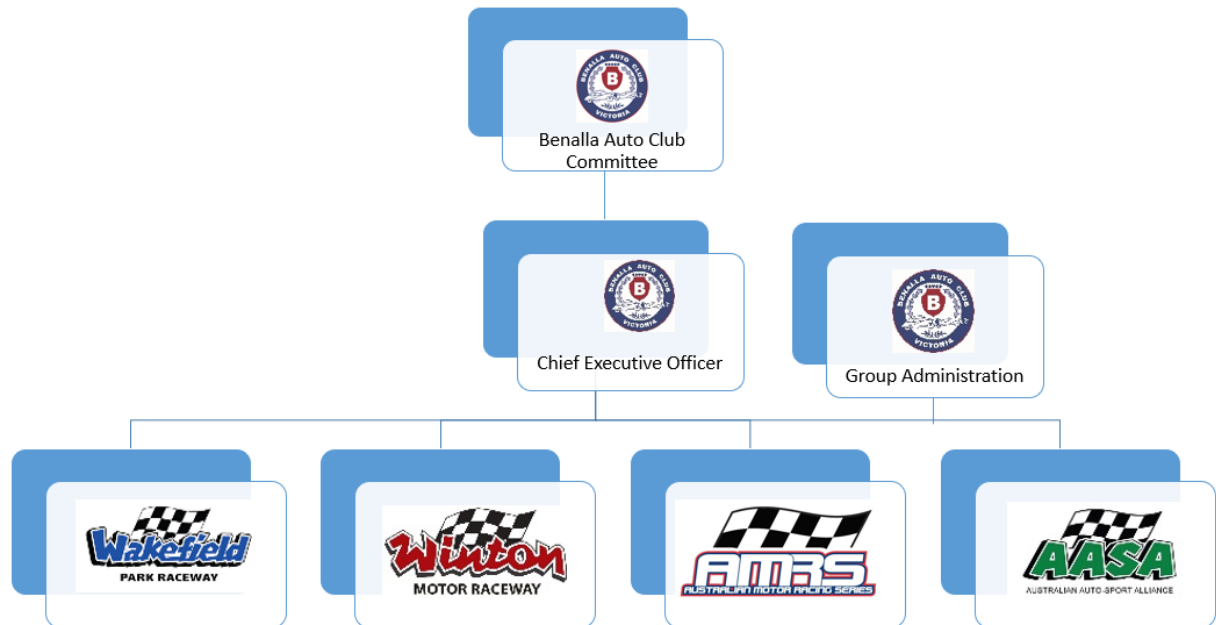 BENALLA AUTO CLUB
B
VICTORIA
Benalla Auto Club
Committee
BENALLA AUTO CLUB
B
VICTORIA
Chief Executive Officer
BENALLA AUTO CLUB
B
VICTORIA
Group Administration
Wakefield
PARK RACEWAY
Winton
MOTOR RACEWAY
AMRS
AUSTRALIAN MOTOR RACING SERIES
AASA
AUSTRALIAN AUTO-SPORT ALLIANCE